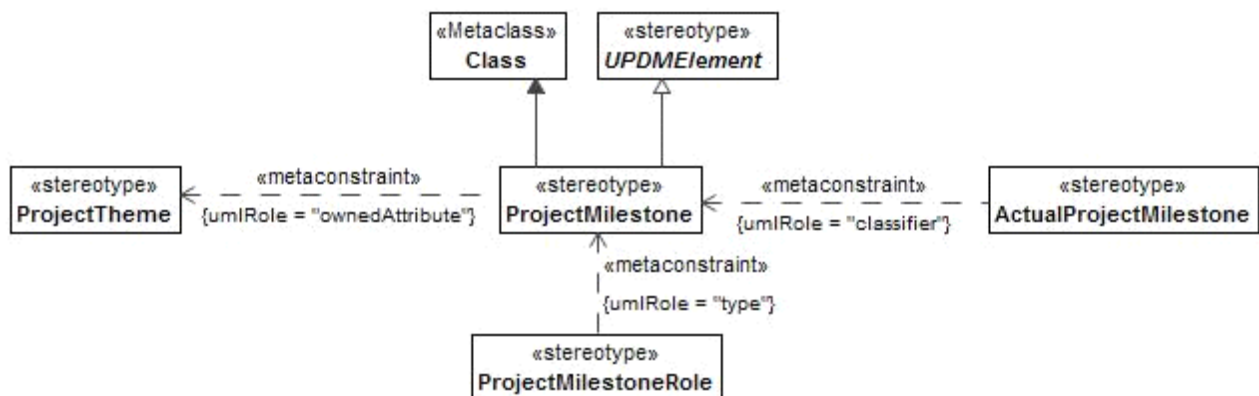 «Metaclass»
Class
«stereotype»
UPDMElement
«stereotype»
ProjectTheme
«metaconstraint»
{umlRole = "ownedAttribute"}
«stereotype»
ProjectMilestone
«metaconstraint»
{umlRole = "classifier"}
«stereotype»
ActualProjectMilestone
«metaconstraint»
{umlRole = "type"}
«stereotype»
ProjectMilestoneRole